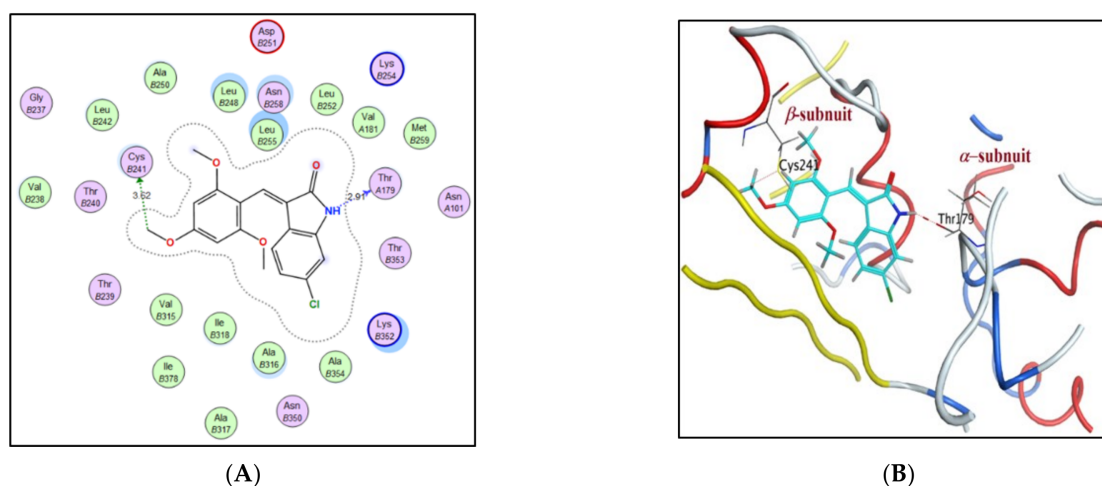 Asp
B251
Lys
B254
Ala
B250
Leu
B248
Asn
B258
Leu
B252
Gly
B237
Leu
B242
Val
A181
Met
B259
Leu
B255
Cys
B241
O
O
2.91
Thr
A179
Val
B238
Thr
B240
3.62
NH
Asn
A101
O
O
Thr
B353
Thr
B239
Cl
Val
B315
Ile
B318
Lys
B352
Ala
B316
Ala
B354
Ile
B378
Asn
B350
Ala
B317
(A)
β-subnuit
Cys241
α-subnuit
Thr179
(B)